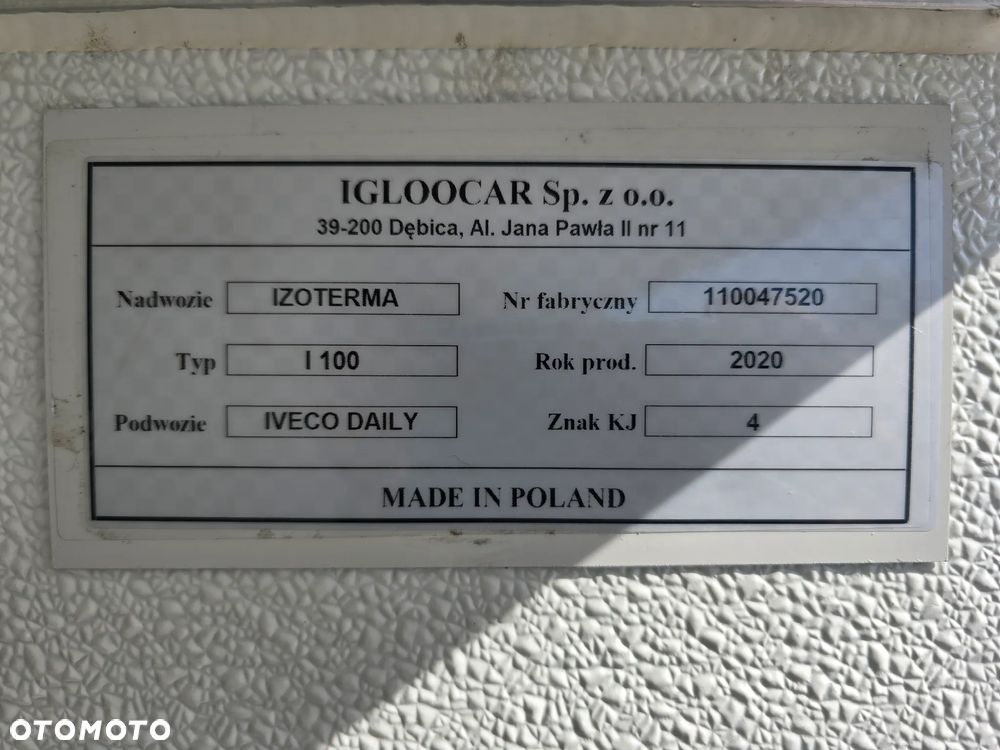 IGLOOCAR Sp. z o.o.
39-200 Dębica, Al. Jana Pawła II nr 11
Nadwozie IZOTERMA Nr fabryczny 110047520
Typ I 100 Rok prod. 2020
Podwozie IVECO DAILY Znak KJ 4
MADE IN POLAND
OTOMOTO